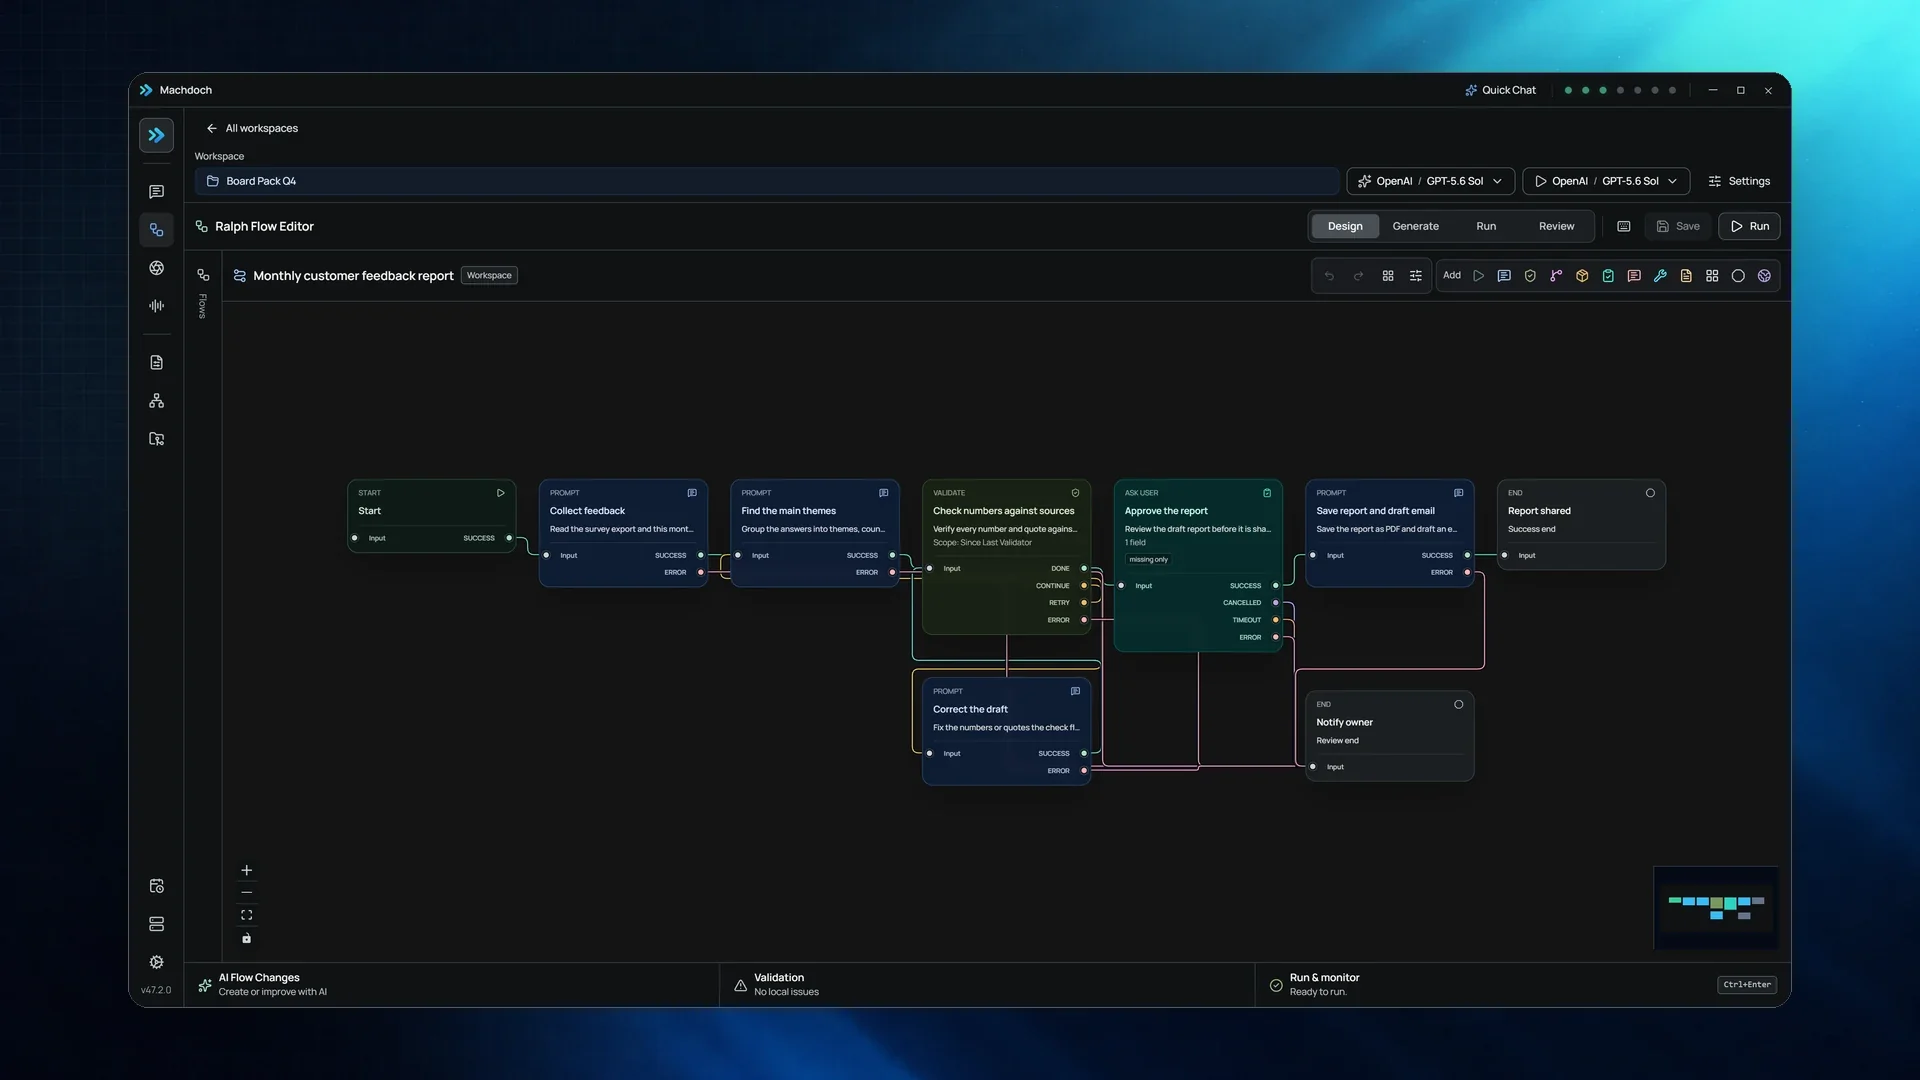 Machdoch
Quick Chat
All workspaces
Workspace
Board Pack Q4
OpenAI / GPT-5.6 Sol
OpenAI / GPT-5.6 Sol
Settings
Ralph Flow Editor
Design
Generate
Run
Review
Save
Run
Flows
Monthly customer feedback report
Workspace
Add
START
Start
Input
SUCCESS
PROMPT
Collect feedback
Read the survey export and this mont...
Input
SUCCESS
ERROR
PROMPT
Find the main themes
Group the answers into themes, coun...
Input
SUCCESS
ERROR
VALIDATE
Check numbers against sources
Verify every number and quote agains...
Scope: Since Last Validator
Input
DONE
CONTINUE
RETRY
ERROR
ASK USER
Approve the report
Review the draft report before it is sha...
1 field
missing only
Input
SUCCESS
CANCELLED
TIMEOUT
ERROR
PROMPT
Save report and draft email
Save the report as PDF and draft an e...
Input
SUCCESS
ERROR
END
Report shared
Success end
Input
PROMPT
Correct the draft
Fix the numbers or quotes the check fl...
Input
SUCCESS
ERROR
END
Notify owner
Review end
Input
v47.2.0
AI Flow Changes
Create or improve with AI
Validation
No local issues
Run & monitor
Ready to run.
Ctrl+Enter